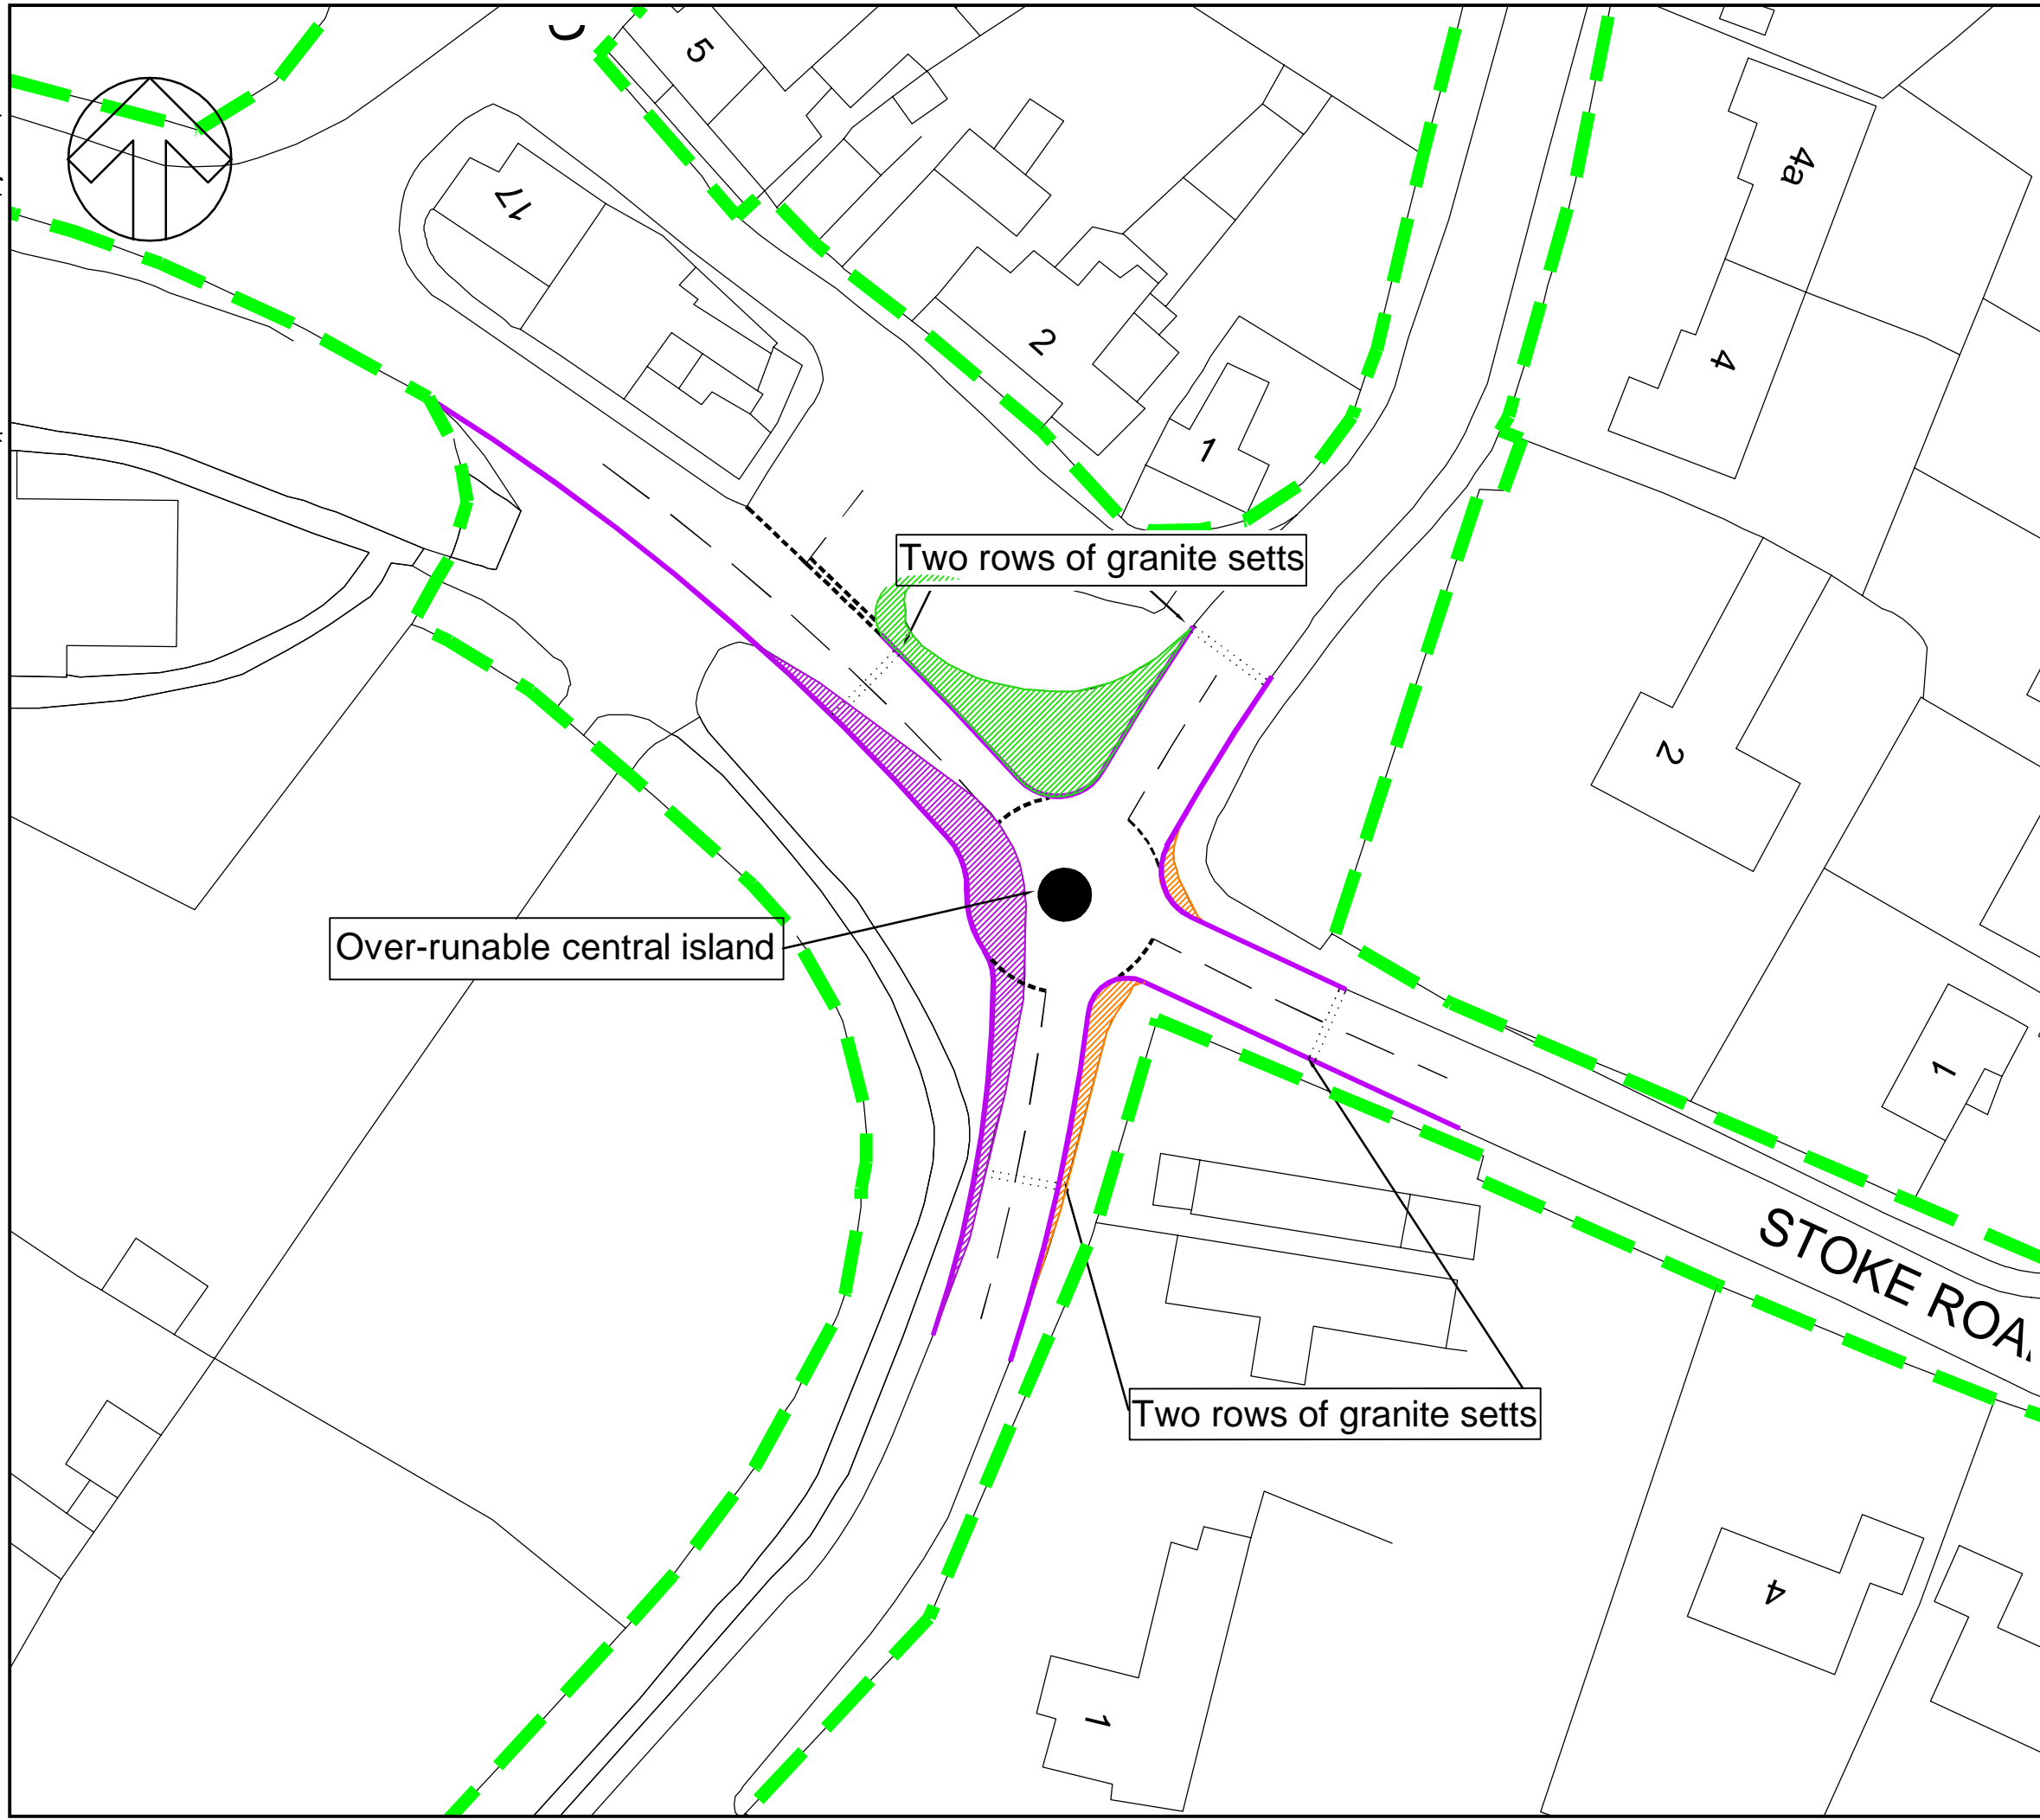 5
17
4a
2
4
1
Two rows of granite setts
2
Over-runable central island
1
STOKE ROA
Two rows of granite setts
4
1